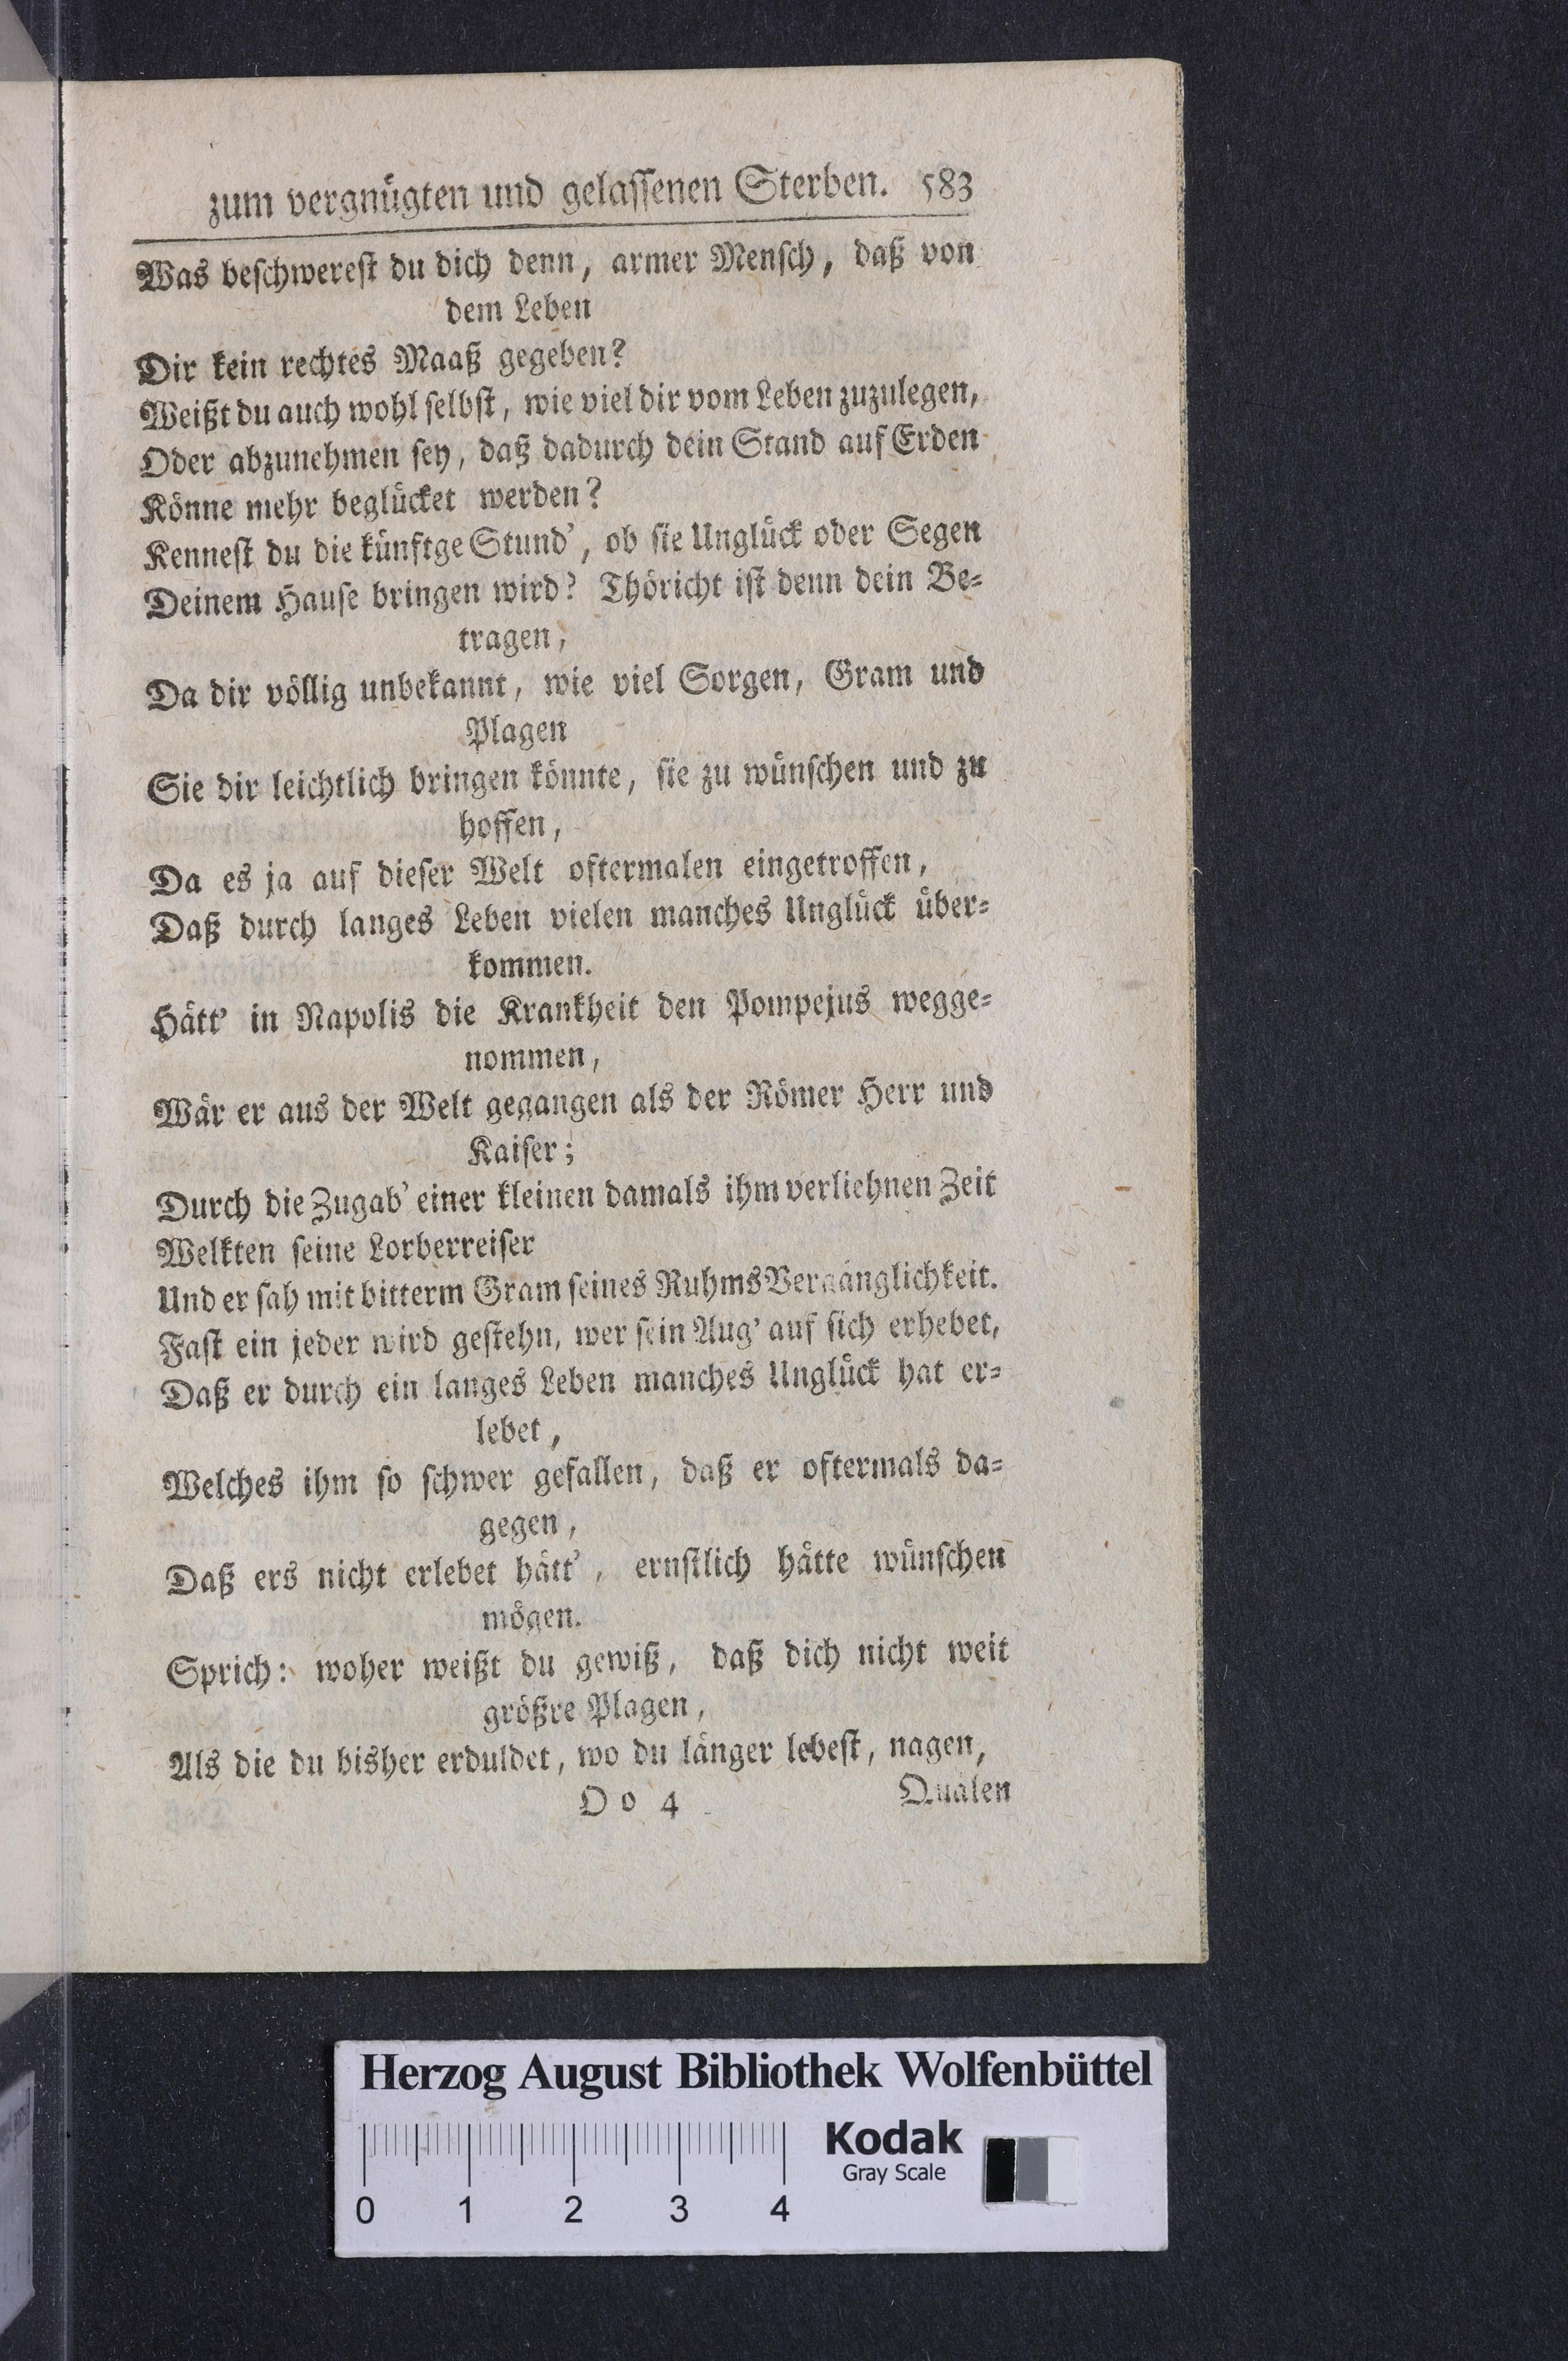 zum vergnügten und gelassenen Sterben. 583
Was beschwerest du dich denn, armer Mensch, daß von
dem Leben
Dir kein rechtes Maaß gegeben?
Weißt du auch wohl selbst, wie viel dir vom Leben zuzulegen,
Oder abzunehmen sey, daß dadurch dein Stand auf Erden
Könne mehr beglücket werden?
Kennest du die künftge Stund', ob sie Unglück oder Segen
Deinem Hause bringen wird? Thöricht ist denn dein Be-
tragen,
Da dir völlig unbekannt, wie viel Sorgen, Gram und
Plagen
Sie dir leichtlich bringen könnte, sie zu wünschen und zu
hoffen,
Da es ja auf dieser Welt oftermalen eingetroffen,
Daß durch langes Leben vielen manches Unglück über-
kommen.
Hätt' in Napolis die Krankheit den Pompejus wegge-
nommen,
Wär er aus der Welt gegangen als der Römer Herr und
Kaiser;
Durch die Zugab' einer kleinen damals ihm verliehnen Zeit
Welkten seine Lorberreiser
Und er sah mit bitterm Gram seines Ruhms Vergänglichkeit.
Fast ein jeder wird gestehn, wer sein Aug' auf sich erhebet,
Daß er durch ein langes Leben manches Unglück hat er-
lebet,
Welches ihm so schwer gefallen, daß er oftermals da-
gegen,
Daß ers nicht erlebet hätt', ernstlich hätte wünschen
mögen.
Sprich: woher weißt du gewiß, daß dich nicht weit
größre Plagen,
Als die du bisher erduldet, wo du länger lebest, nagen,
O o 4 Qualen
Herzog August Bibliothek Wolfenbüttel
Kodak
Gray Scale
0 1 2 3 4